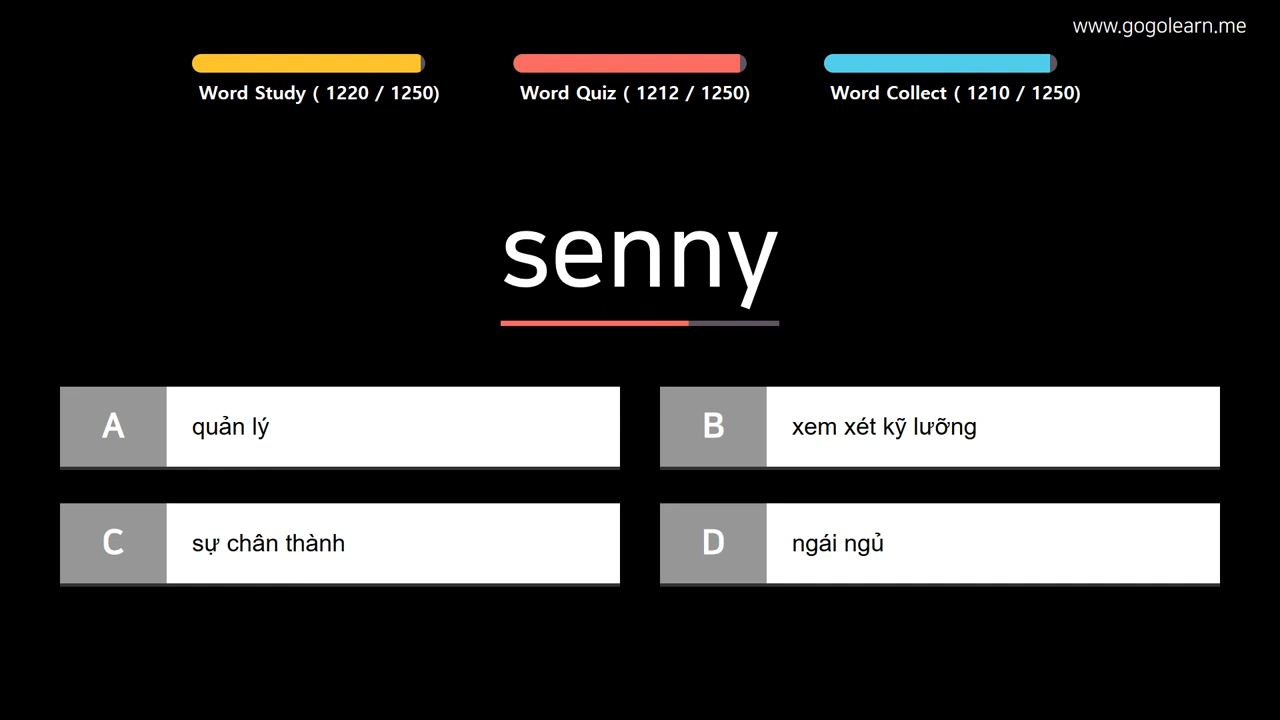 www.gogolearn.me
Word Study ( 1220 / 1250)
Word Quiz ( 1212 / 1250)
Word Collect ( 1210 / 1250)
senny
A
quản lý
B
xem xét kỹ lưỡng
C
sự chân thành
D
ngái ngủ